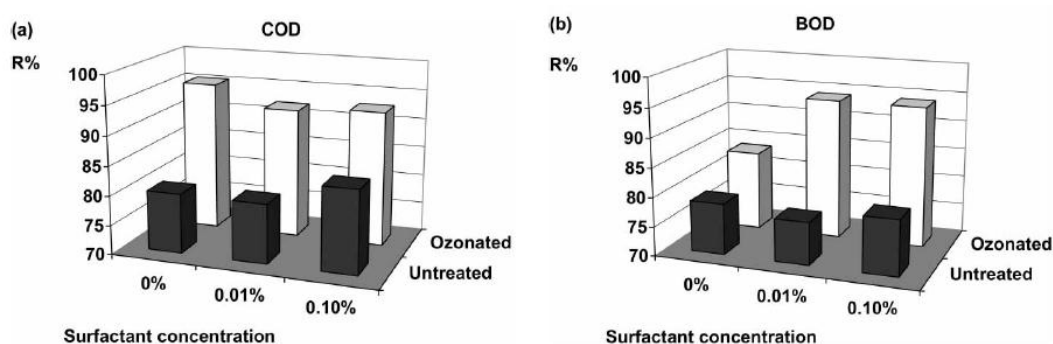 (a)
COD
R%
100
95
90
85
80
75
70
0%
0.01%
0.10%
Ozonated
Untreated
Surfactant concentration
(b)
BOD
R%
100
95
90
85
80
75
70
0%
0.01%
0.10%
Ozonated
Untreated
Surfactant concentration